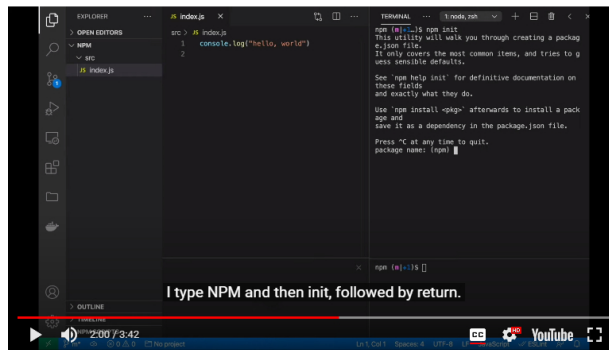 EXPLORER ...
> OPEN EDITORS
NPM
src
JS index.js
> OUTLINE
> TIMELINE
JS index.js ×
src > JS index.js
1 console.log("hello, world")
2
TERMINAL ... 1: node, zsh
npm init
This utility will walk you through creating a packag
e.json file.
It only covers the most common items, and tries to g
uess sensible defaults.
See `npm help init` for definitive documentation on
these fields
and exactly what they do.
Use `npm install <pkg>` afterwards to install a pack
age and
save it as a dependency in the package.json file.
Press ^C at any time to quit.
package name: (npm)
I type NPM and then init, followed by return.
2:00 / 3:42
CC
HD
YouTube
No project
Ln 1, Col 1 Spaces: 4 UTF-8 LF JavaScript ESLint